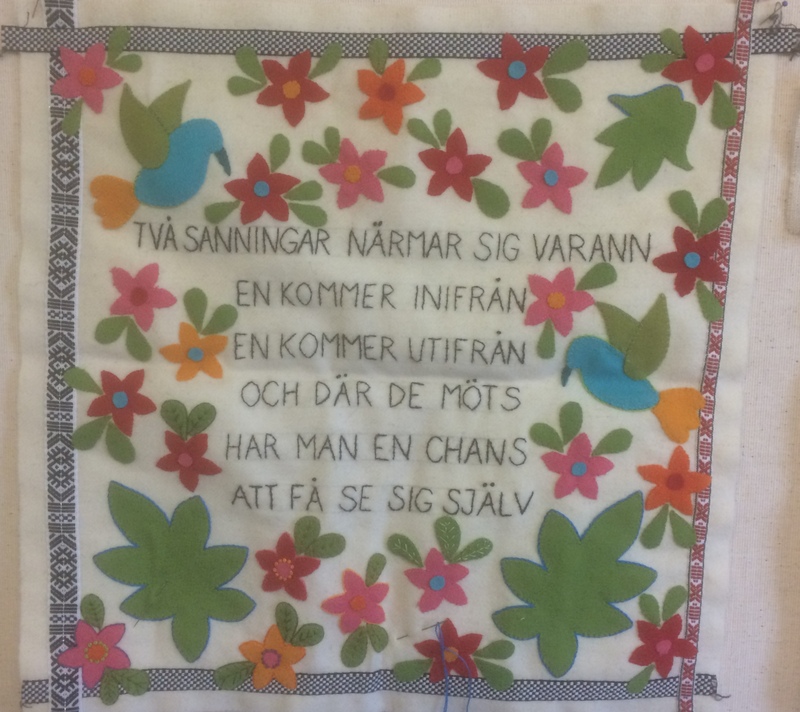 TVÅ SANNINGAR NÄRMAR SIG VARANN
EN KOMMER INIFRÅN
EN KOMMER UTIFRÅN
OCH DÄR DE MÖTS
HAR MAN EN CHANS
ATT FÅ SE SIG SJÄLV